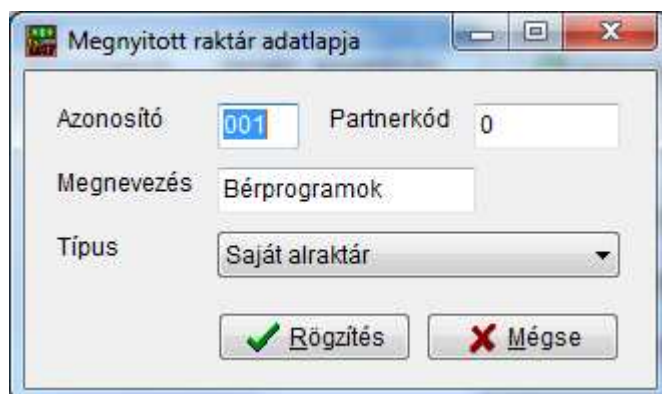 Megnyitott raktár adatlapja
Azonosító 001 Partnerkód 0
Megnevezés Bérprogramok
Típus Saját alraktár
Rögzítés Mégse